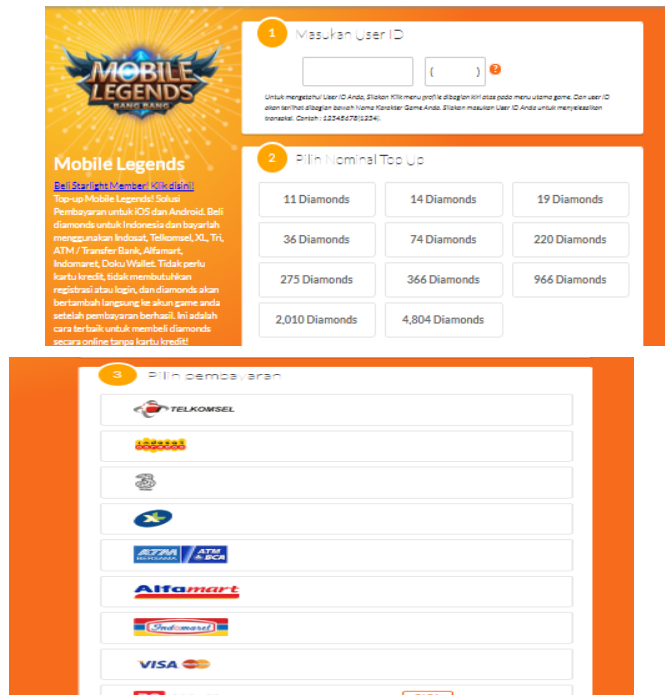 MOBILE
LEGENDS
BANG BANG
Mobile Legends
Beli Starlight Member! Klik disini!
Top-up Mobile Legends! Solusi
Pembayaran untuk iOS dan Android. Beli
diamonds untuk Indonesia dan bayarlah
menggunakan Indosat, Telkomsel, XL, Tri,
ATM / Transfer Bank, Alfamart,
Indomaret, Doku Wallet. Tidak perlu
kartu kredit, tidak membutuhkan
registrasi atau login, dan diamonds akan
bertambah langsung ke akun game anda
setelah pembayaran berhasil. Ini adalah
cara terbaik untuk membeli diamonds
secara online tanpa kartu kredit!
1 Masukan User ID
( ) ?
Untuk mengetahui User ID Anda, Silakan Klik menu profile dibagian kiri atas pada menu utama game. Dan user ID
akan terlihat dibagian bawah Nama Karakter Game Anda. Silakan masukan User ID Anda untuk menyelesaikan
transaksi. Contoh : 12345678(1234).
2 Pilih Nominal Top Up
11 Diamonds 14 Diamonds 19 Diamonds
36 Diamonds 74 Diamonds 220 Diamonds
275 Diamonds 366 Diamonds 966 Diamonds
2,010 Diamonds 4,804 Diamonds
3 Pilih pembayaran
TELKOMSEL
indosat
ooredoo
3
XL
ATM BERSAMA ATM BCA
Alfamart
Indomaret
VISA